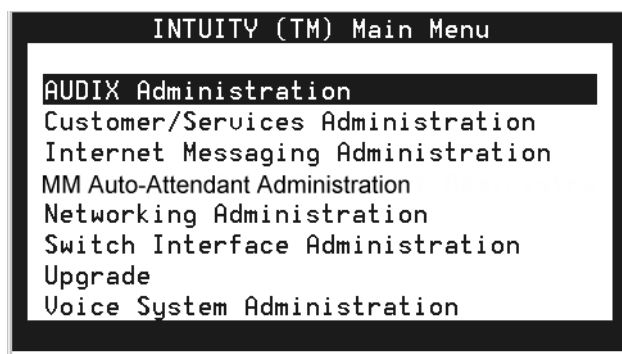 INTUITY (TM) Main Menu
AUDIX Administration
Customer/Services Administration
Internet Messaging Administration
MM Auto-Attendant Administration
Networking Administration
Switch Interface Administration
Upgrade
Voice System Administration